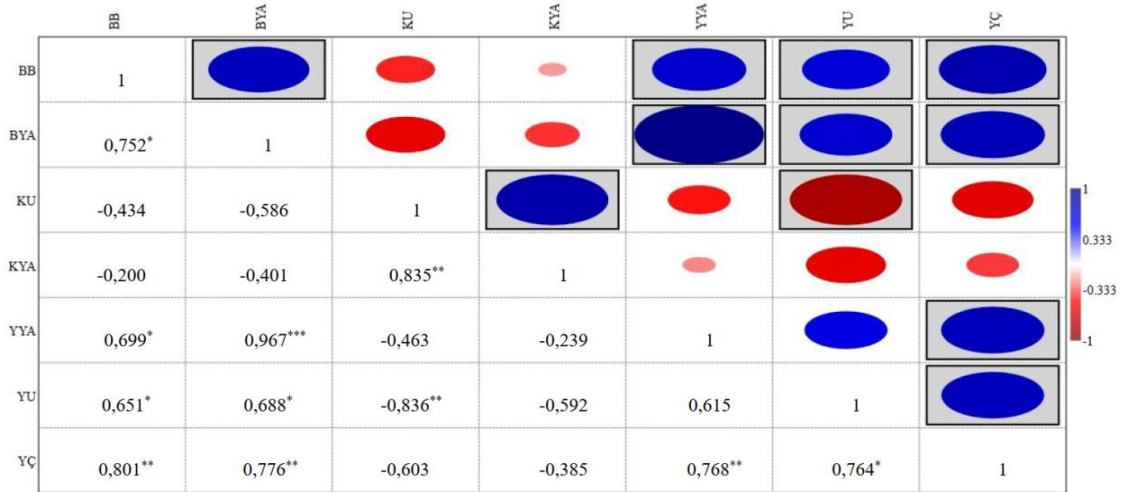 BB BYA KU KYA YYA YU YÇ
BB 1
BYA 0,752* 1
KU -0,434 -0,586 1
KYA -0,200 -0,401 0,835** 1
YYA 0,699* 0,967*** -0,463 -0,239 1
YU 0,651* 0,688* -0,836** -0,592 0,615 1
YÇ 0,801** 0,776** -0,603 -0,385 0,768** 0,764* 1
1
0.333
-0.333
-1